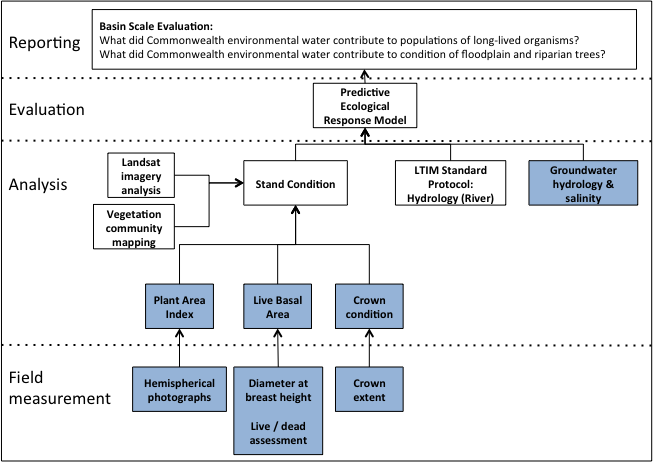 Reporting
Basin Scale Evaluation:
What did Commonwealth environmental water contribute to populations of long-lived organisms?
What did Commonwealth environmental water contribute to condition of floodplain and riparian trees?
Evaluation
Predictive
Ecological
Response Model
Analysis
Landsat
imagery
analysis
Vegetation
community
mapping
Stand Condition
LTIM Standard
Protocol:
Hydrology (River)
Groundwater
hydrology &
salinity
Plant Area
Index
Live Basal
Area
Crown
condition
Field
measurement
Hemispherical
photographs
Diameter at
breast height
Live / dead
assessment
Crown
extent